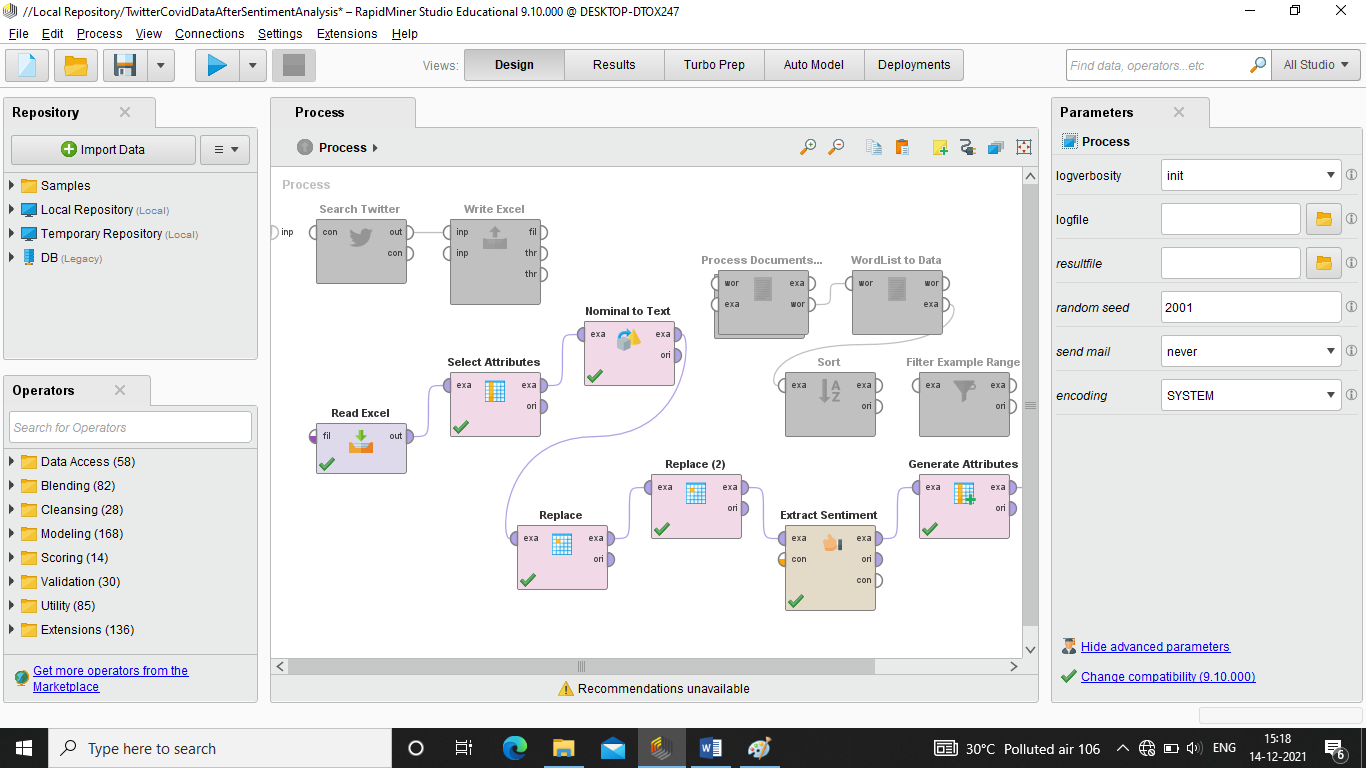 //Local Repository/TwitterCovidDataAfterSentimentAnalysis* – RapidMiner Studio Educational 9.10.000 @ DESKTOP-DTOX247
File Edit Process View Connections Settings Extensions Help
Views: Design Results Turbo Prep Auto Model Deployments
Find data, operators...etc All Studio
Repository
Import Data
Samples
Local Repository (Local)
Temporary Repository (Local)
DB (Legacy)
Operators
Search for Operators
Data Access (58)
Blending (82)
Cleansing (28)
Modeling (168)
Scoring (14)
Validation (30)
Utility (85)
Extensions (136)
Get more operators from the
Marketplace
Process
Process
Process
inp
Search Twitter
con out
con
Write Excel
inp fil
inp thr
thr
Process Documents...
wor exa
exa wor
WordList to Data
wor wor
exa
Nominal to Text
exa exa
ori
Select Attributes
exa exa
ori
Sort
exa exa
ori
Filter Example Range
exa exa
ori
Read Excel
fil out
Replace (2)
exa exa
ori
Generate Attributes
exa exa
ori
Replace
exa exa
ori
Extract Sentiment
exa exa
con ori
con
Recommendations unavailable
Parameters
Process
logverbosity init
logfile
resultfile
random seed 2001
send mail never
encoding SYSTEM
Hide advanced parameters
Change compatibility (9.10.000)
Type here to search
30°C Polluted air 106
ENG
15:18
14-12-2021
6